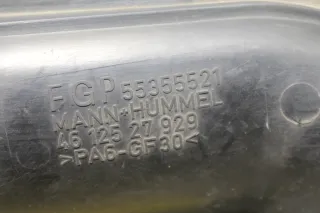 FGP 55355521
MANN+HUMMEL
46 125 27 929
>PA6-GF30<